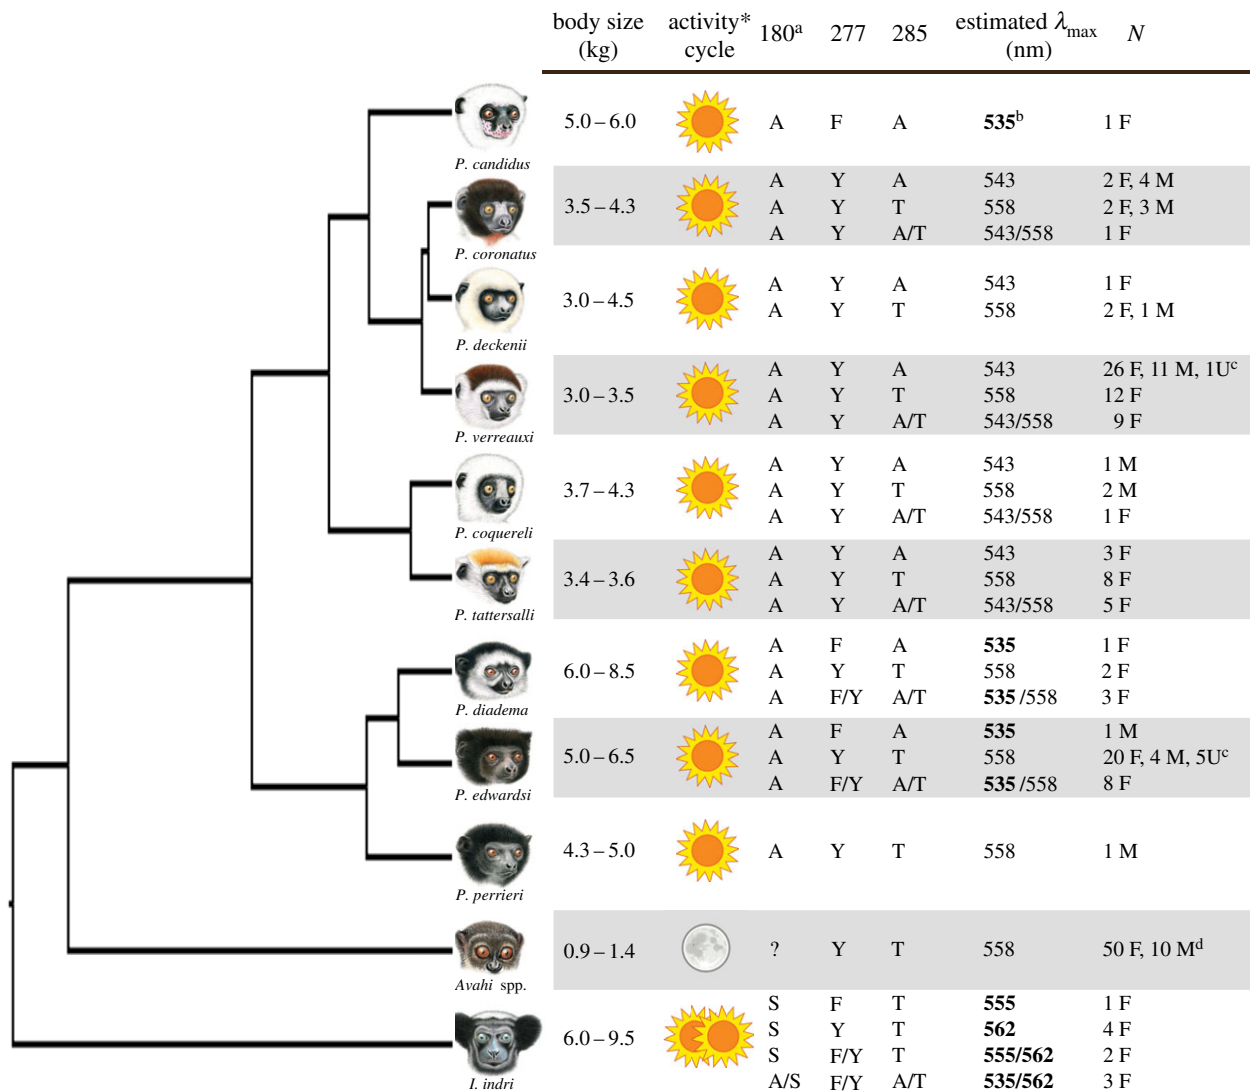 body size (kg) activity* cycle 180ᵃ 277 285 estimated λmax (nm) N
P. candidus 5.0 – 6.0 A F A 535ᵇ 1 F
A Y A 543 2 F, 4 M
P. coronatus 3.5 – 4.3 A Y T 558 2 F, 3 M
A Y A/T 543/558 1 F
A Y A 543 1 F
P. deckenii 3.0 – 4.5 A Y T 558 2 F, 1 M
A Y A 543 26 F, 11 M, 1Uᶜ
P. verreauxi 3.0 – 3.5 A Y T 558 12 F
A Y A/T 543/558 9 F
A Y A 543 1 M
P. coquereli 3.7 – 4.3 A Y T 558 2 M
A Y A/T 543/558 1 F
A Y A 543 3 F
P. tattersalli 3.4 – 3.6 A Y T 558 8 F
A Y A/T 543/558 5 F
A F A 535 1 F
P. diadema 6.0 – 8.5 A Y T 558 2 F
A F/Y A/T 535 /558 3 F
A F A 535 1 M
P. edwardsi 5.0 – 6.5 A Y T 558 20 F, 4 M, 5Uᶜ
A F/Y A/T 535 /558 8 F
P. perrieri 4.3 – 5.0 A Y T 558 1 M
Avahi spp. 0.9 – 1.4 ? Y T 558 50 F, 10 Mᵈ
S F T 555 1 F
I. indri 6.0 – 9.5 S Y T 562 4 F
S F/Y T 555/562 2 F
A/S F/Y A/T 535/562 3 F